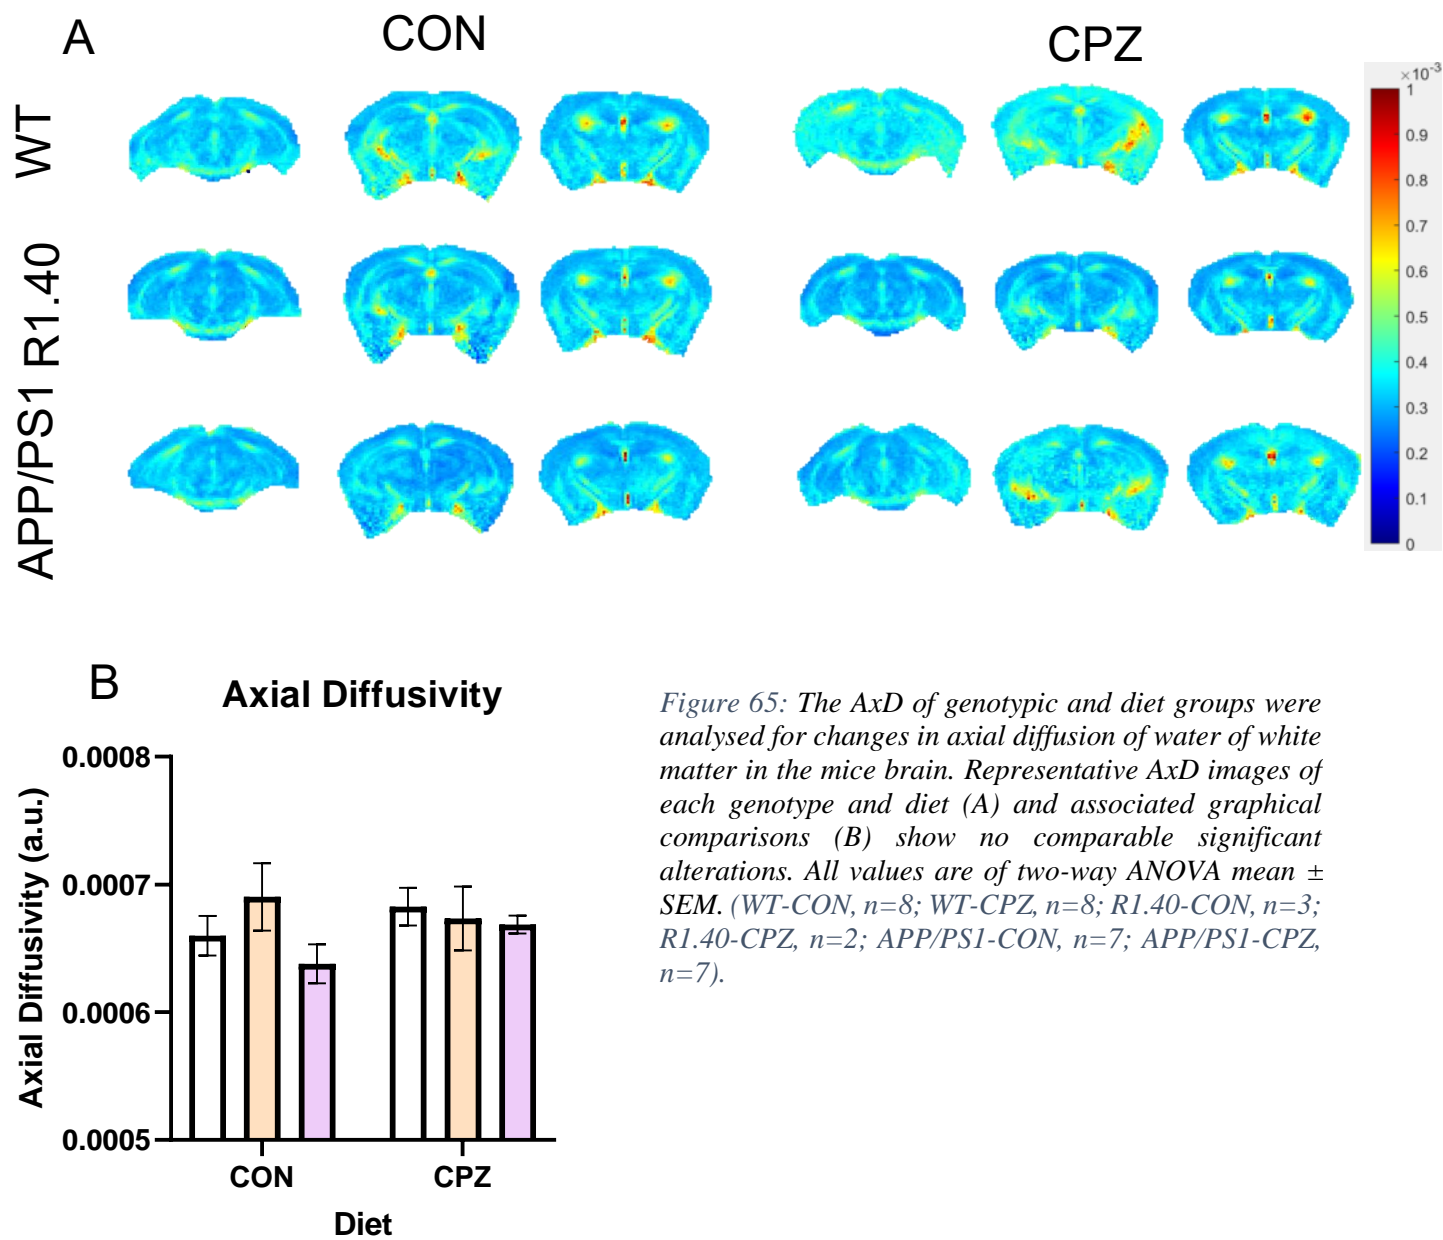 A
CON
CPZ
WT
R1.40
APP/PS1
×10⁻³
1
0.9
0.8
0.7
0.6
0.5
0.4
0.3
0.2
0.1
0
B
Axial Diffusivity
Axial Diffusivity (a.u.)
0.0008
0.0007
0.0006
0.0005
CON
CPZ
Diet
Figure 65: The AxD of genotypic and diet groups were
analysed for changes in axial diffusion of water of white
matter in the mice brain. Representative AxD images of
each genotype and diet (A) and associated graphical
comparisons (B) show no comparable significant
alterations. All values are of two-way ANOVA mean ±
SEM. (WT-CON, n=8; WT-CPZ, n=8; R1.40-CON, n=3;
R1.40-CPZ, n=2; APP/PS1-CON, n=7; APP/PS1-CPZ,
n=7).